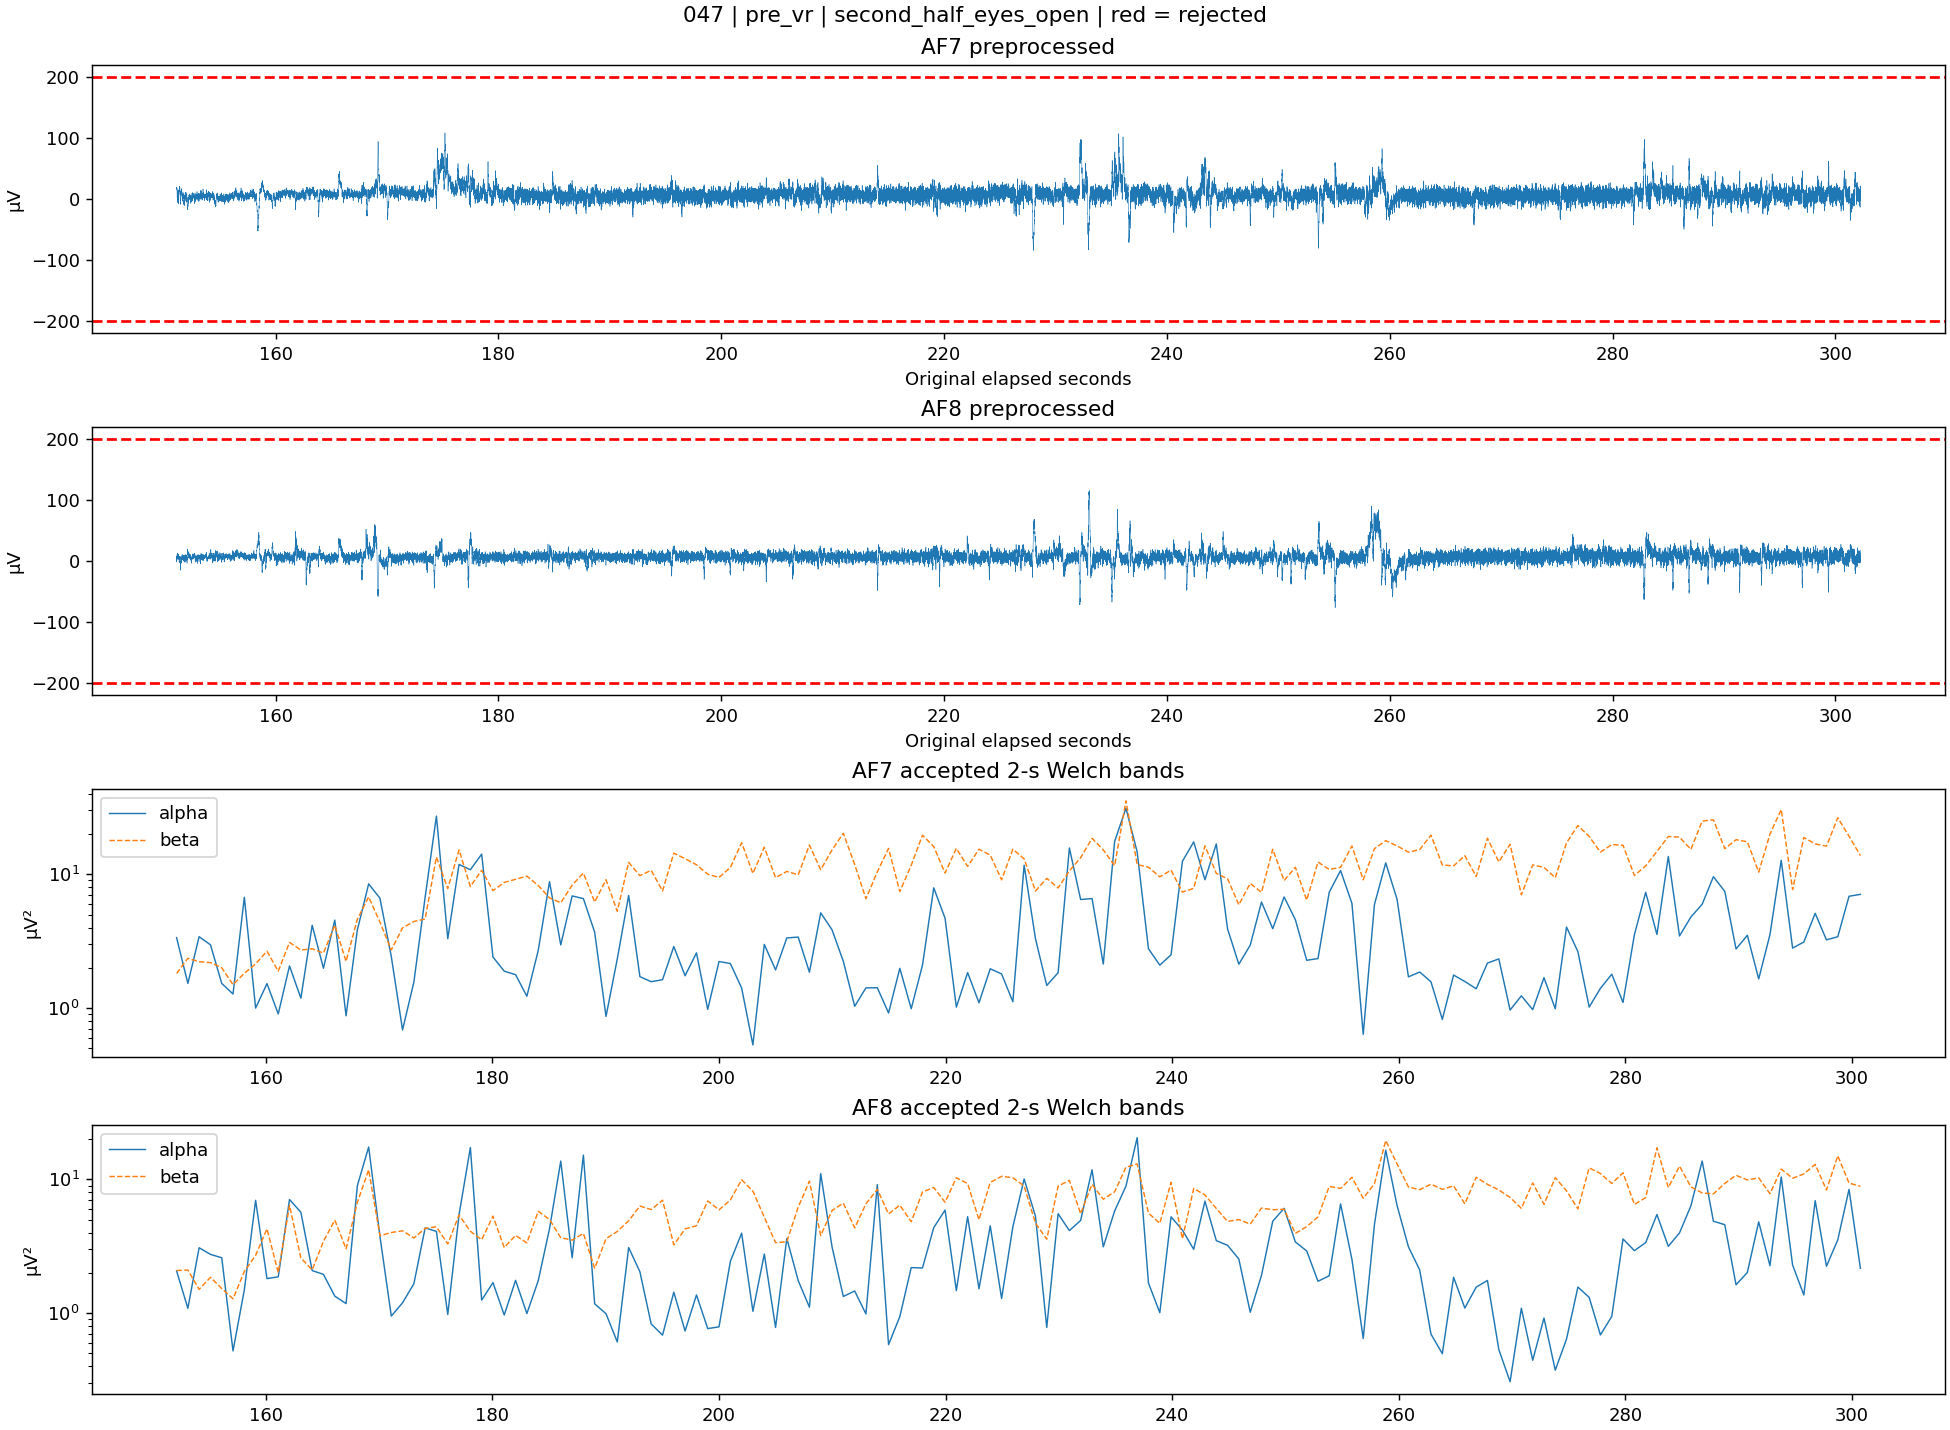 047 | pre_vr | second_half_eyes_open | red = rejected
AF7 preprocessed
200
100
0
−100
−200
µV
160 180 200 220 240 260 280 300
Original elapsed seconds
AF8 preprocessed
200
100
0
−100
−200
µV
160 180 200 220 240 260 280 300
Original elapsed seconds
AF7 accepted 2-s Welch bands
alpha
beta
10¹
10⁰
µV²
160 180 200 220 240 260 280 300
AF8 accepted 2-s Welch bands
alpha
beta
10¹
10⁰
µV²
160 180 200 220 240 260 280 300